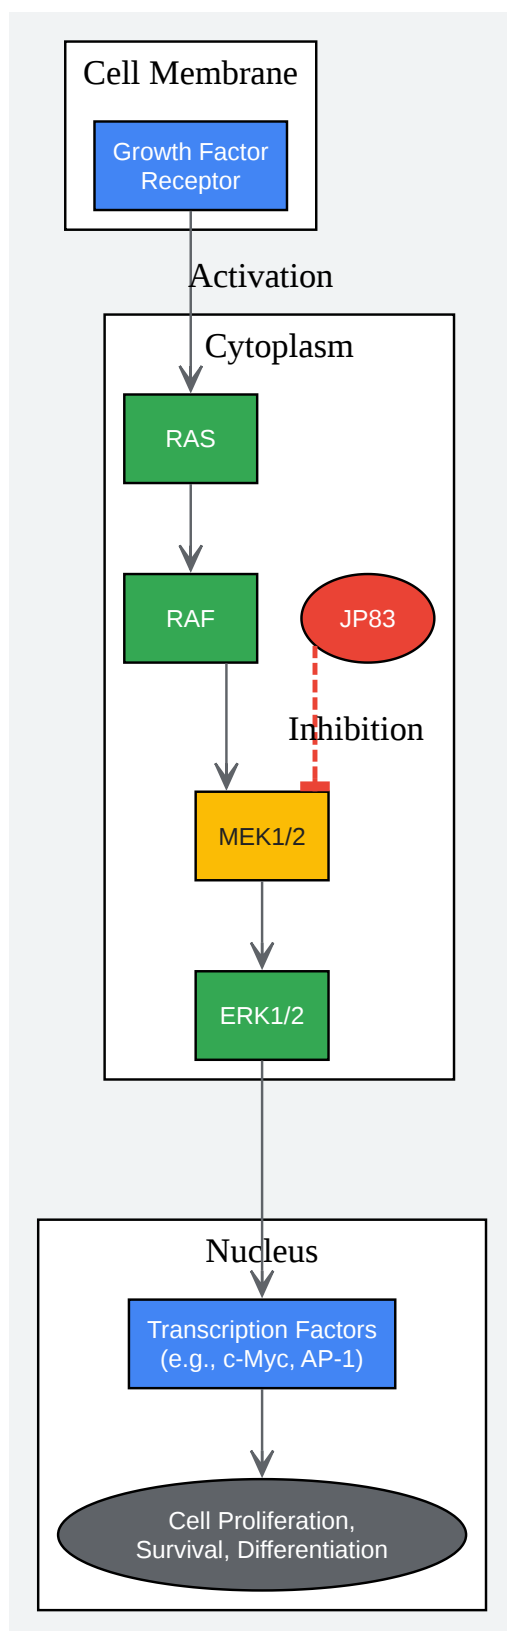 Cell Membrane
Growth Factor
Receptor
Activation
Cytoplasm
RAS
RAF
JP83
Inhibition
MEK1/2
ERK1/2
Nucleus
Transcription Factors
(e.g., c-Myc, AP-1)
Cell Proliferation,
Survival, Differentiation